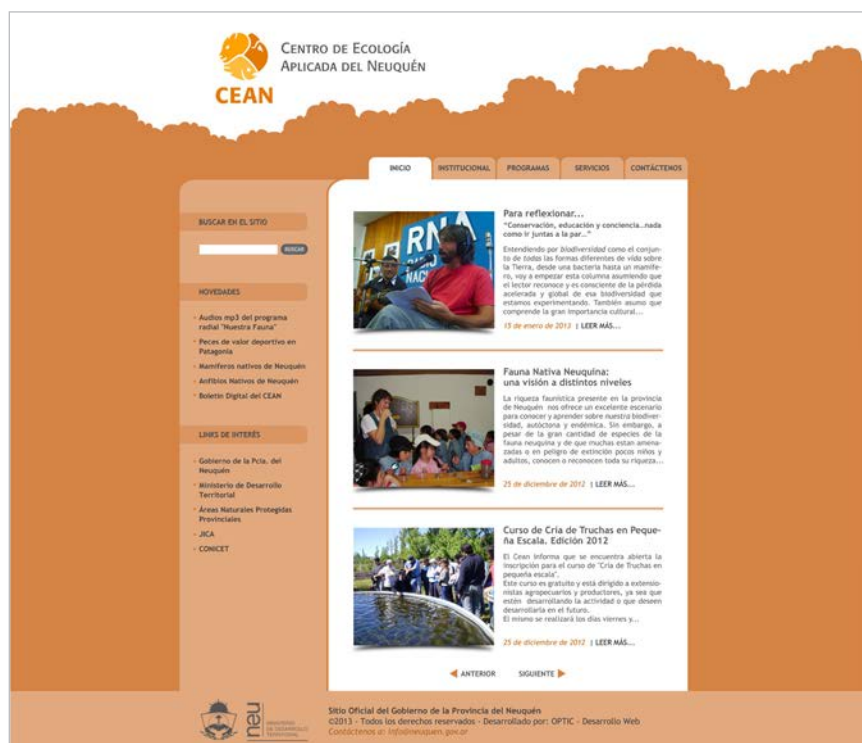 CENTRO DE ECOLOGÍA
APLICADA DEL NEUQUÉN
CEAN
INICIO
INSTITUCIONAL
PROGRAMAS
SERVICIOS
CONTÁCTENOS
BUSCAR EN EL SITIO
BUSCAR
NOVEDADES
Audios mp3 del programa
radial "Nuestra Fauna"
Peces de valor deportivo en
Patagonia
Mamíferos nativos de Neuquén
Anfibios Nativos de Neuquén
Boletín Digital del CEAN
LINKS DE INTERÉS
Gobierno de la Pcia. del
Neuquén
Ministerio de Desarrollo
Territorial
Áreas Naturales Protegidas
Provinciales
JICA
CONICET
RNA
RADIO
NAC
Para reflexionar...
"Conservación, educación y conciencia..nada
como ir juntas a la par…"
Entendiendo por biodiversidad como el conjun-
to de todas las formas diferentes de vida sobre
la Tierra, desde una bacteria hasta un mamífe-
ro, voy a empezar esta columna asumiendo que
el lector reconoce y es consciente de la pérdida
acelerada y global de esa biodiversidad que
estamos experimentando. También asumo que
comprende la gran importancia cultural...
15 de enero de 2013 | LEER MÁS...
Fauna Nativa Neuquina:
una visión a distintos niveles
La riqueza faunística presente en la provincia
de Neuquén nos ofrece un excelente escenario
para conocer y aprender sobre nuestra biodiver-
sidad, autóctona y endémica. Sin embargo, a
pesar de la gran cantidad de especies de la
fauna neuquina y de que muchas estan amena-
zadas o en peligro de extinción pocos niños y
adultos, conocen o reconocen toda su riqueza...
25 de diciembre de 2012 | LEER MÁS...
Curso de Cría de Truchas en Peque-
ña Escala. Edición 2012
El Cean informa que se encuentra abierta la
inscripción para el curso de "Cría de Truchas en
pequeña escala".
Este curso es gratuito y está dirigido a extensio-
nistas agropecuarios y productores, ya sea que
estén desarrollando la actividad o que deseen
desarrollarla en el futuro.
El mismo se realizará los días viernes y...
25 de diciembre de 2012 | LEER MÁS...
ANTERIOR
SIGUIENTE
neu
MINISTERIO
DE DESARROLLO
TERRITORIAL
Sitio Oficial del Gobierno de la Provincia del Neuquén
©2013 - Todos los derechos reservados - Desarrollado por: OPTIC - Desarrollo Web
Contáctenos a: info@neuquen.gov.ar